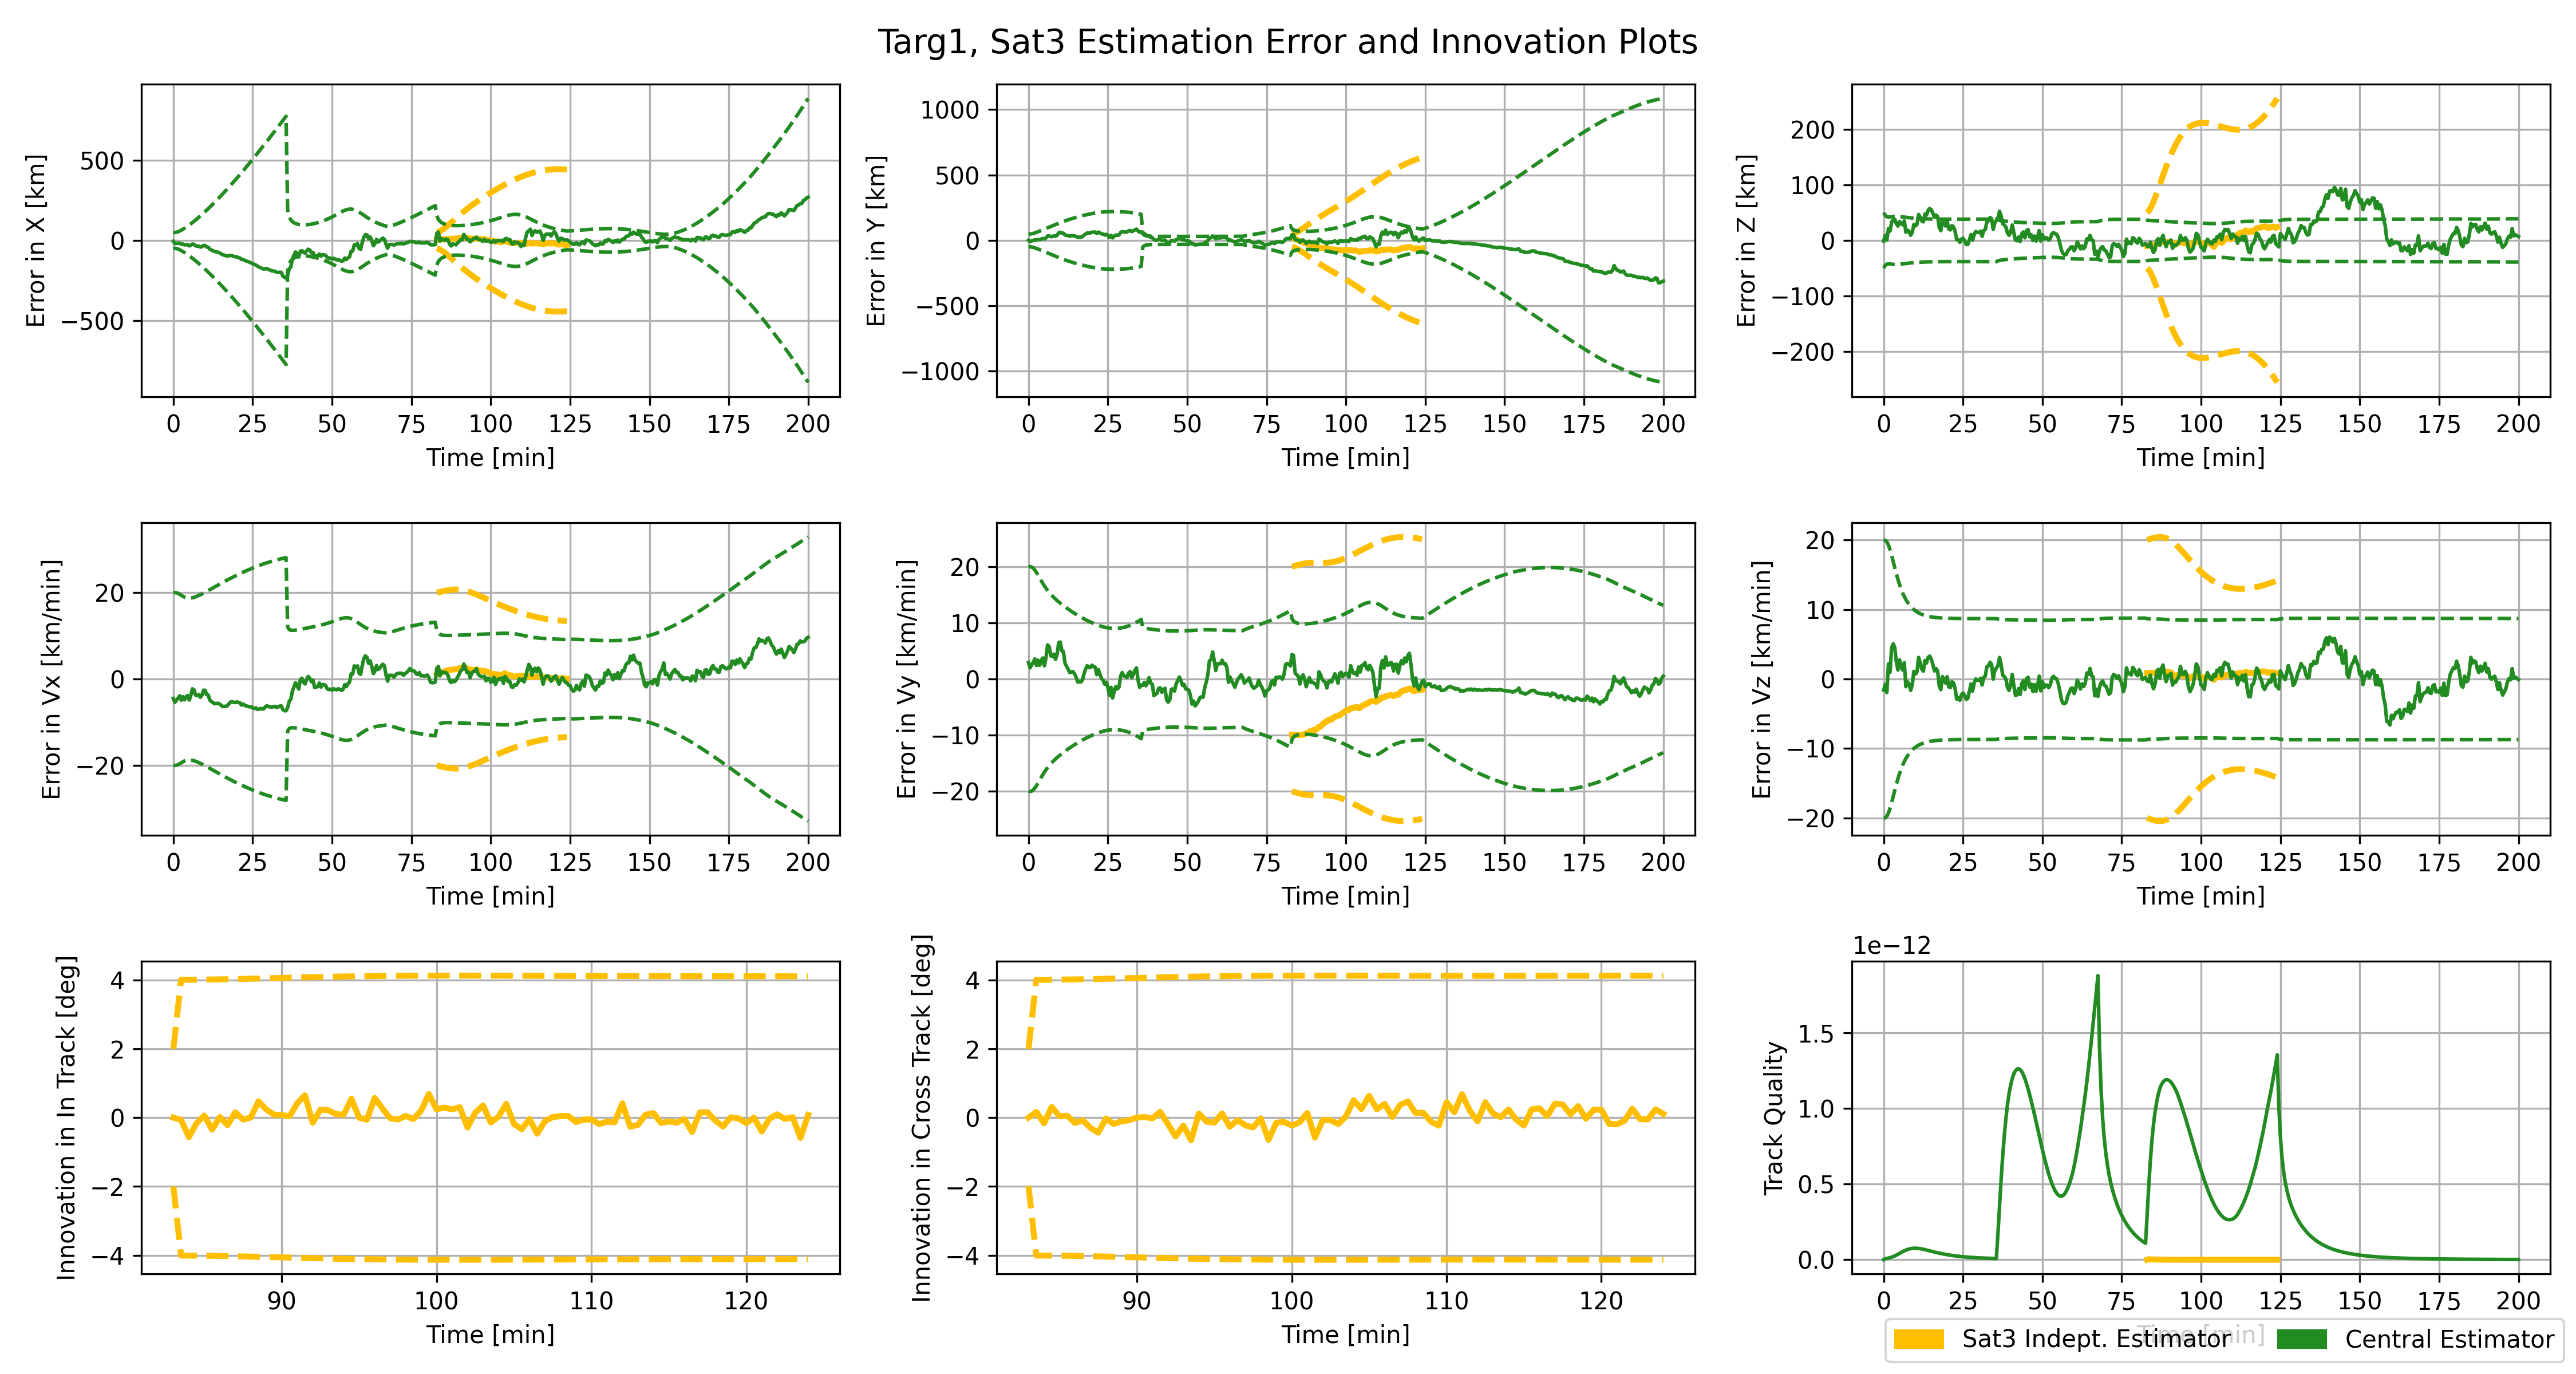 Targ1, Sat3 Estimation Error and Innovation Plots
Error in X [km]
500
0
−500
0 25 50 75 100 125 150 175 200
Time [min]
Error in Y [km]
1000
500
0
−500
−1000
0 25 50 75 100 125 150 175 200
Time [min]
Error in Z [km]
200
100
0
−100
−200
0 25 50 75 100 125 150 175 200
Time [min]
Error in Vx [km/min]
20
0
−20
0 25 50 75 100 125 150 175 200
Time [min]
Error in Vy [km/min]
20
10
0
−10
−20
0 25 50 75 100 125 150 175 200
Time [min]
Error in Vz [km/min]
20
10
0
−10
−20
0 25 50 75 100 125 150 175 200
Time [min]
Innovation in In Track [deg]
4
2
0
−2
−4
90 100 110 120
Time [min]
Innovation in Cross Track [deg]
4
2
0
−2
−4
90 100 110 120
Time [min]
1e−12
Track Quality
1.5
1.0
0.5
0.0
0 25 50 75 100 125 150 175 200
Time [min]
Sat3 Indept. Estimator
Central Estimator